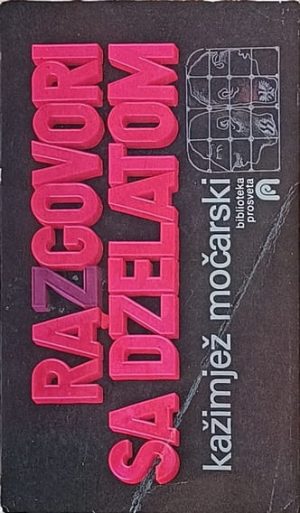 RAZGOVORI
SA DŽELATOM
kažimjež močarski
biblioteka
prosveta